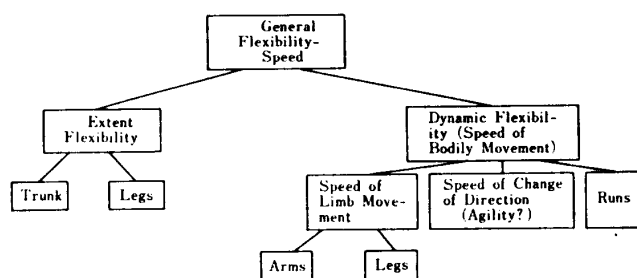 General
Flexibility-
Speed
Extent
Flexibility
Dynamic Flexibil-
ity (Speed of
Bodily Movement)
Trunk
Legs
Speed of
Limb Move-
ment
Speed of Change
of Direction
(Agility?)
Runs
Arms
Legs